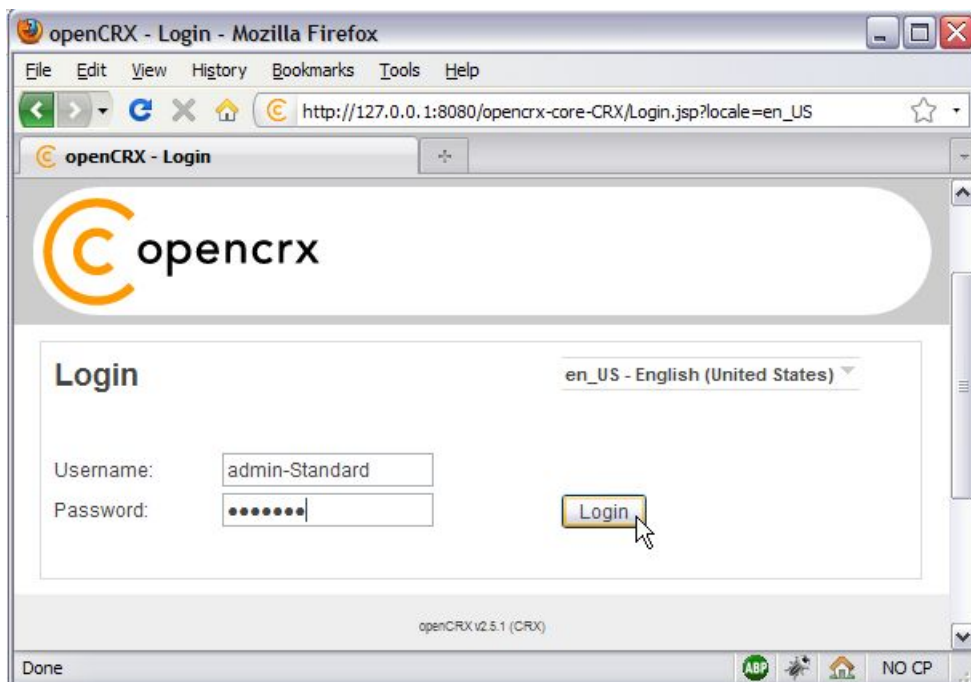 openCRX - Login - Mozilla Firefox
File Edit View History Bookmarks Tools Help
http://127.0.0.1:8080/opencrx-core-CRX/Login.jsp?locale=en_US
openCRX - Login
opencrx
Login
en_US - English (United States)
Username: admin-Standard
Password: •••••••
Login
openCRX v2.5.1 (CRX)
Done ABP NO CP